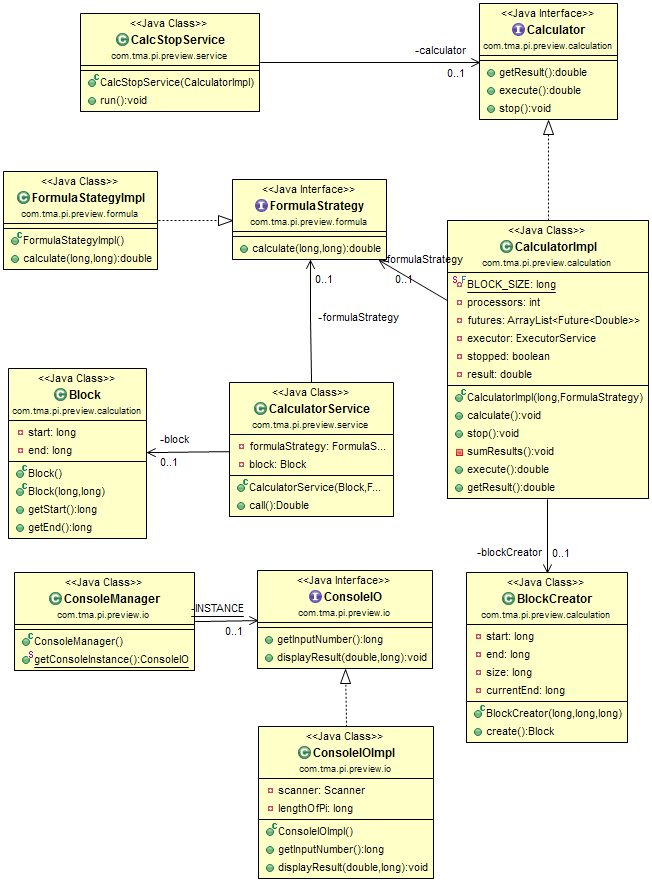 <<Java Class>>
CalcStopService
com.tma.pi.preview.service
CalcStopService(CalculatorImpl)
run():void
-calculator
0..1
<<Java Interface>>
Calculator
com.tma.pi.preview.calculation
getResult():double
execute():double
stop():void
<<Java Class>>
FormulaStategyImpl
com.tma.pi.preview.formula
FormulaStategyImpl()
calculate(long,long):double
<<Java Interface>>
FormulaStrategy
com.tma.pi.preview.formula
calculate(long,long):double
-formulaStrategy
0..1
0..1
-formulaStrategy
<<Java Class>>
CalculatorImpl
com.tma.pi.preview.calculation
BLOCK_SIZE: long
processors: int
futures: ArrayList<Future<Double>>
executor: ExecutorService
stopped: boolean
result: double
CalculatorImpl(long,FormulaStrategy)
calculate():void
stop():void
sumResults():void
execute():double
getResult():double
<<Java Class>>
Block
com.tma.pi.preview.calculation
start: long
end: long
Block()
Block(long,long)
getStart():long
getEnd():long
-block
0..1
<<Java Class>>
CalculatorService
com.tma.pi.preview.service
formulaStrategy: FormulaS...
block: Block
CalculatorService(Block,F...
call():Double
-blockCreator
0..1
<<Java Class>>
ConsoleManager
com.tma.pi.preview.io
ConsoleManager()
getConsoleInstance():ConsoleIO
-INSTANCE
0..1
<<Java Interface>>
ConsoleIO
com.tma.pi.preview.io
getInputNumber():long
displayResult(double,long):void
<<Java Class>>
BlockCreator
com.tma.pi.preview.calculation
start: long
end: long
size: long
currentEnd: long
BlockCreator(long,long,long)
create():Block
<<Java Class>>
ConsoleIOImpl
com.tma.pi.preview.io
scanner: Scanner
lengthOfPi: long
ConsoleIOImpl()
getInputNumber():long
displayResult(double,long):void